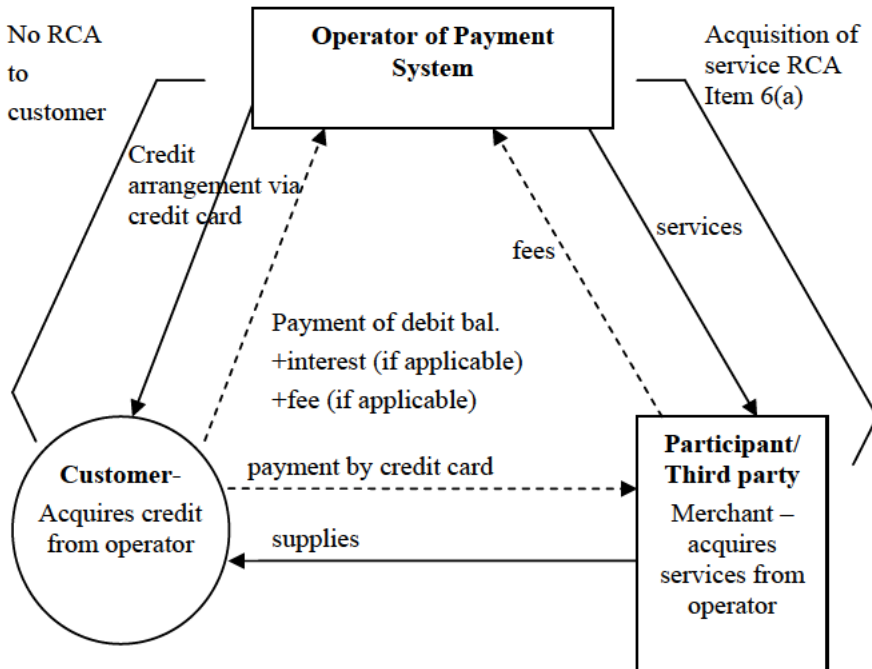 No RCA
to
customer
Operator of Payment
System
Acquisition of
service RCA
Item 6(a)
Credit
arrangement via
credit card
fees
services
Payment of debit bal.
+interest (if applicable)
+fee (if applicable)
Customer-
Acquires credit
from operator
payment by credit card
supplies
Participant/
Third party
Merchant –
acquires
services from
operator